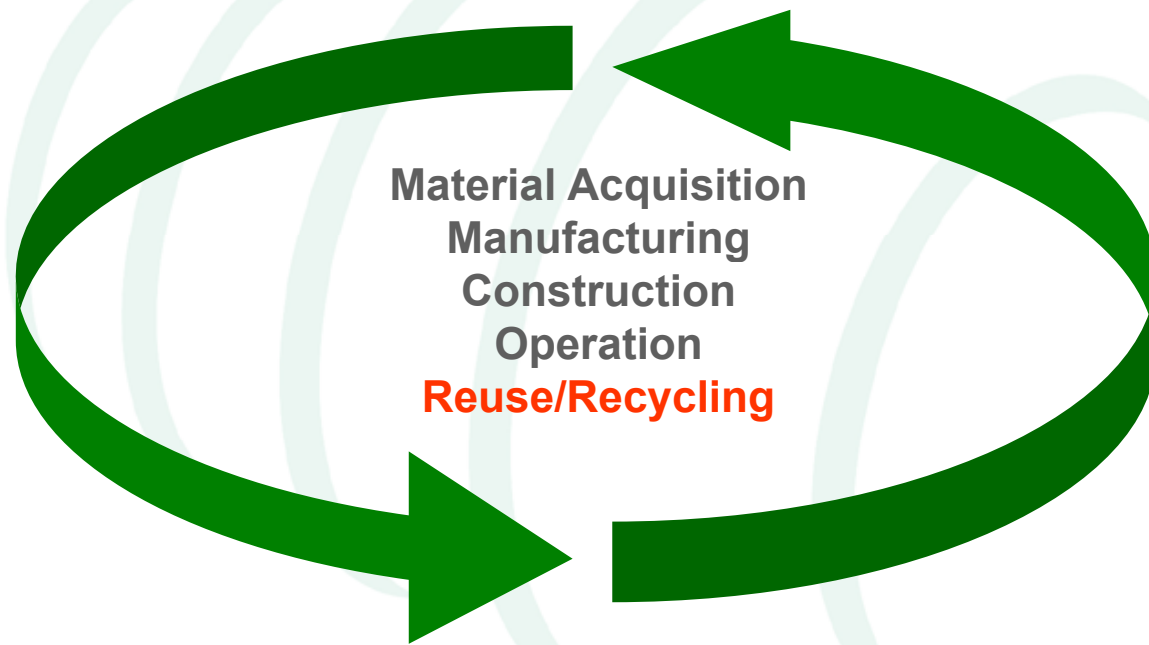 Material Acquisition
Manufacturing
Construction
Operation
Reuse/Recycling